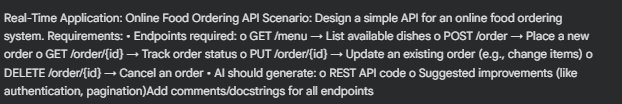 Real-Time Application: Online Food Ordering API Scenario: Design a simple API for an online food ordering
system. Requirements: • Endpoints required: o GET /menu → List available dishes o POST /order → Place a new
order o GET /order/{id} → Track order status o PUT /order/{id} → Update an existing order (e.g., change items) o
DELETE /order/{id} → Cancel an order • AI should generate: o REST API code o Suggested improvements (like
authentication, pagination)Add comments/docstrings for all endpoints